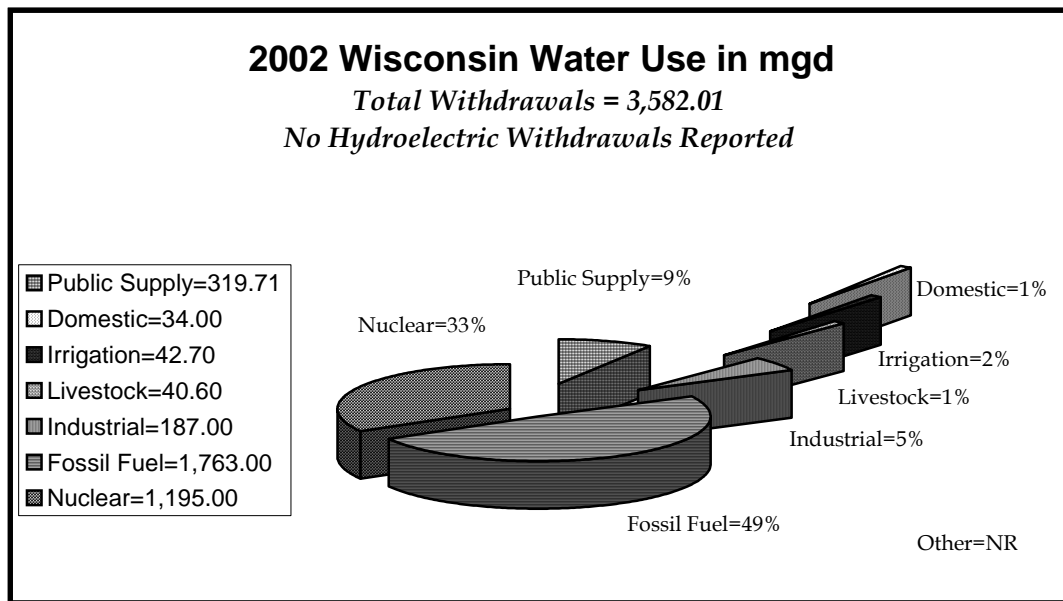 2002 Wisconsin Water Use in mgd
Total Withdrawals = 3,582.01
No Hydroelectric Withdrawals Reported
Public Supply=319.71
Domestic=34.00
Irrigation=42.70
Livestock=40.60
Industrial=187.00
Fossil Fuel=1,763.00
Nuclear=1,195.00
Public Supply=9%
Domestic=1%
Nuclear=33%
Irrigation=2%
Livestock=1%
Industrial=5%
Fossil Fuel=49%
Other=NR